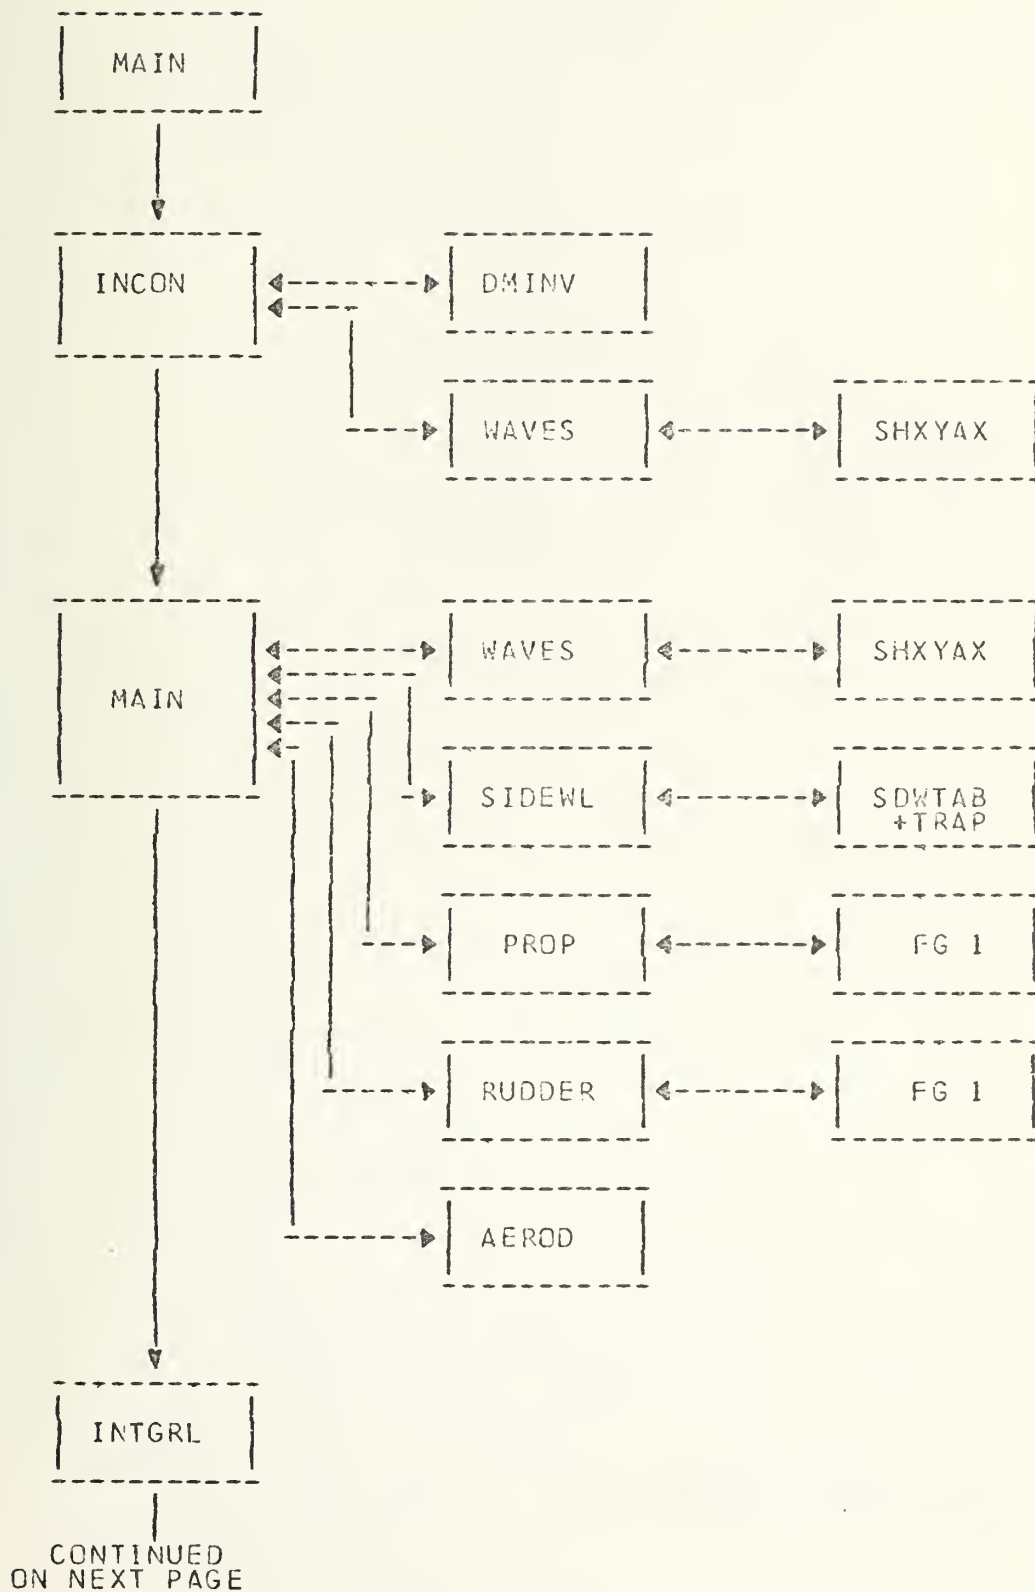 MAIN
INCON
DMINV
WAVES
SHXYAX
MAIN
WAVES
SHXYAX
SIDEWL
SDWTAB
+TRAP
PROP
FG 1
RUDDER
FG 1
AEROD
INTGRL
CONTINUED
ON NEXT PAGE